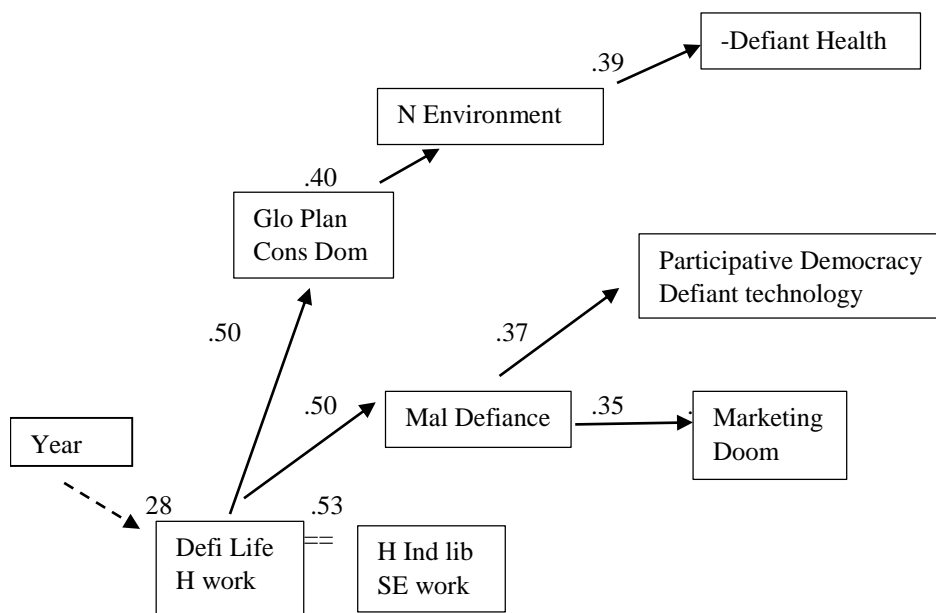 -Defiant Health
.39
N Environment
.40
Glo Plan
Cons Dom
Participative Democracy
Defiant technology
.50
.37
.50
Mal Defiance
.35
Marketing
Doom
Year
28
.53
Defi Life
H work
==
H Ind lib
SE work